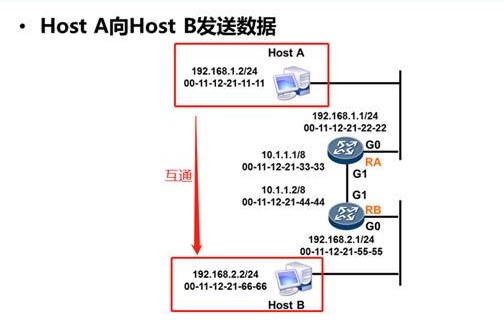 • Host A向Host B发送数据
Host A
192.168.1.2/24
00-11-12-21-11-11
192.168.1.1/24
00-11-12-21-22-22
G0
RA
10.1.1.1/8
00-11-12-21-33-33
G1
互通
10.1.1.2/8
00-11-12-21-44-44
G1
RB
G0
192.168.2.1/24
00-11-12-21-55-55
192.168.2.2/24
00-11-12-21-66-66
Host B